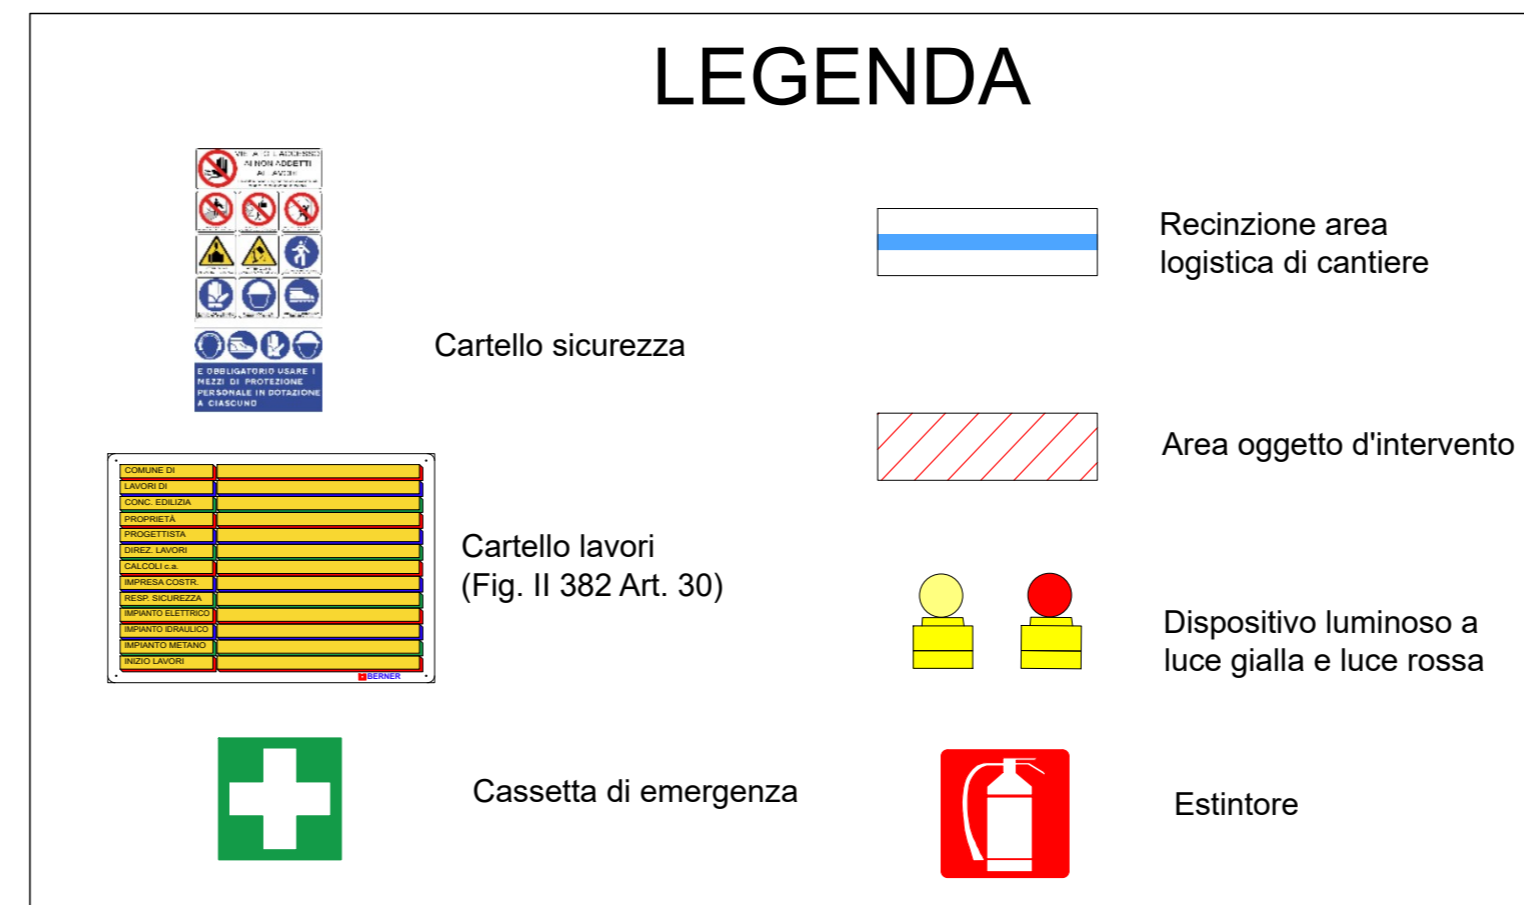 LEGENDA
AI NON ADDETTI
E OBBLIGATORIO USARE I
MEZZI DI PROTEZIONE
PERSONALE IN DOTAZIONE
A CIASCUNO
Cartello sicurezza
COMUNE DI
LAVORI DI
CONC. EDILIZIA
PROPRIETÀ
PROGETTISTA
DIREZ. LAVORI
CALCOLI c.a.
IMPRESA COSTR.
RESP. SICUREZZA
IMPIANTO ELETTRICO
IMPIANTO IDRAULICO
IMPIANTO METANO
INIZIO LAVORI
BERNER
Cartello lavori
(Fig. II 382 Art. 30)
Cassetta di emergenza
Recinzione area
logistica di cantiere
Area oggetto d'intervento
Dispositivo luminoso a
luce gialla e luce rossa
Estintore